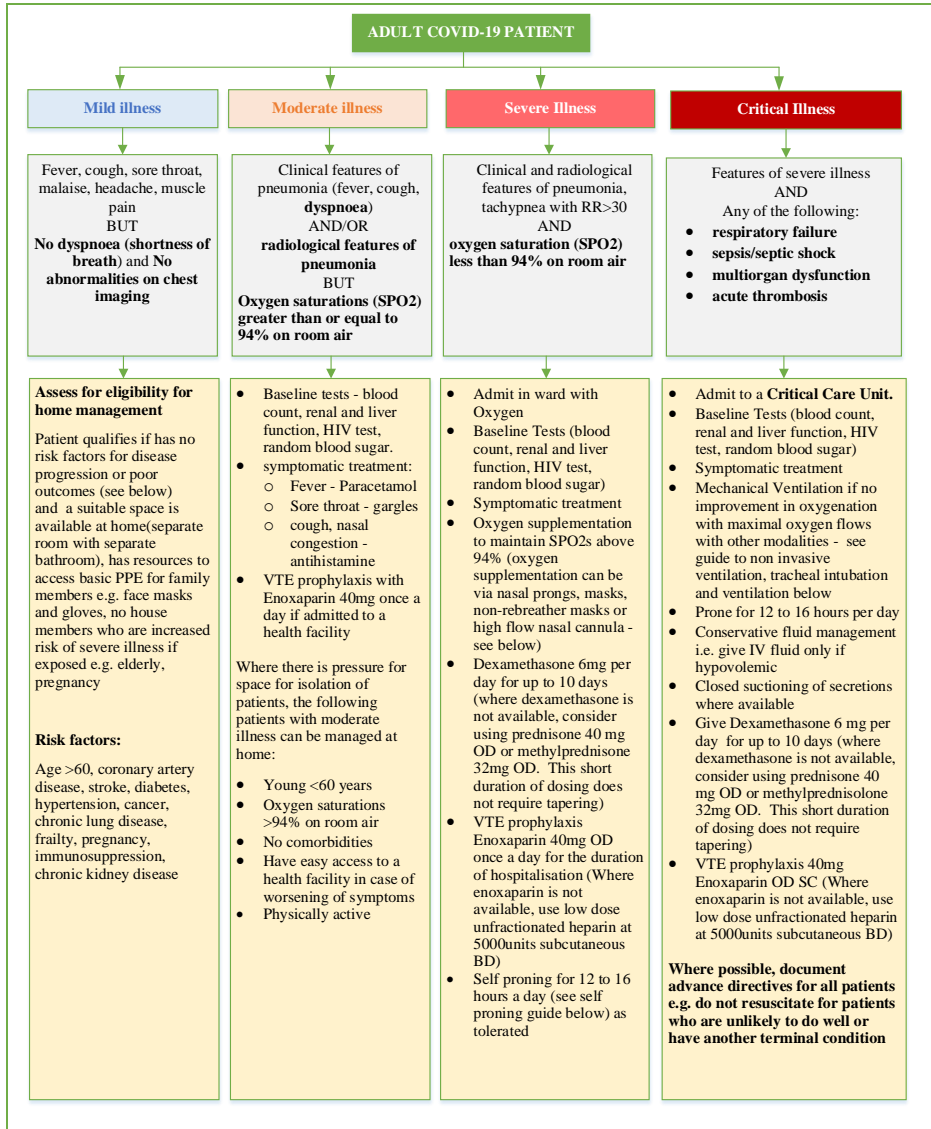 ADULT COVID-19 PATIENT
Mild illness
Fever, cough, sore throat,
malaise, headache, muscle
pain
BUT
No dyspnoea (shortness of
breath) and No
abnormalities on chest
imaging
Assess for eligibility for
home management
Patient qualifies if has no
risk factors for disease
progression or poor
outcomes (see below)
and a suitable space is
available at home(separate
room with separate
bathroom), has resources to
access basic PPE for family
members e.g. face masks
and gloves, no house
members who are increased
risk of severe illness if
exposed e.g. elderly,
pregnancy
Risk factors:
Age >60, coronary artery
disease, stroke, diabetes,
hypertension, cancer,
chronic lung disease,
frailty, pregnancy,
immunosuppression,
chronic kidney disease
Moderate illness
Clinical features of
pneumonia (fever, cough,
dyspnoea)
AND/OR
radiological features of
pneumonia
BUT
Oxygen saturations (SPO2)
greater than or equal to
94% on room air
• Baseline tests - blood
count, renal and liver
function, HIV test,
random blood sugar.
• symptomatic treatment:
o Fever - Paracetamol
o Sore throat - gargles
o cough, nasal
congestion -
antihistamine
• VTE prophylaxis with
Enoxaparin 40mg once a
day if admitted to a
health facility
Where there is pressure for
space for isolation of
patients, the following
patients with moderate
illness can be managed at
home:
• Young <60 years
• Oxygen saturations
>94% on room air
• No comorbidities
• Have easy access to a
health facility in case of
worsening of symptoms
• Physically active
Severe Illness
Clinical and radiological
features of pneumonia,
tachypnea with RR>30
AND
oxygen saturation (SPO2)
less than 94% on room air
• Admit in ward with
Oxygen
• Baseline Tests (blood
count, renal and liver
function, HIV test,
random blood sugar)
• Symptomatic treatment
• Oxygen supplementation
to maintain SPO2s above
94% (oxygen
supplementation can be
via nasal prongs, masks,
non-rebreather masks or
high flow nasal cannula -
see below)
• Dexamethasone 6mg per
day for up to 10 days
(where dexamethasone is
not available, consider
using prednisone 40 mg
OD or methylprednisone
32mg OD. This short
duration of dosing does
not require tapering)
• VTE prophylaxis
Enoxaparin 40mg OD
once a day for the duration
of hospitalisation (Where
enoxaparin is not
available, use low dose
unfractionated heparin at
5000units subcutaneous
BD)
• Self proning for 12 to 16
hours a day (see self
proning guide below) as
tolerated
Critical Illness
Features of severe illness
AND
Any of the following:
• respiratory failure
• sepsis/septic shock
• multiorgan dysfunction
• acute thrombosis
• Admit to a Critical Care Unit.
• Baseline Tests (blood count,
renal and liver function, HIV
test, random blood sugar)
• Symptomatic treatment
• Mechanical Ventilation if no
improvement in oxygenation
with maximal oxygen flows
with other modalities - see
guide to non invasive
ventilation, tracheal intubation
and ventilation below
• Prone for 12 to 16 hours per day
• Conservative fluid management
i.e. give IV fluid only if
hypovolemic
• Closed suctioning of secretions
where available
• Give Dexamethasone 6 mg per
day for up to 10 days (where
dexamethasone is not available,
consider using prednisone 40
mg OD or methylprednisolone
32mg OD. This short duration
of dosing does not require
tapering)
• VTE prophylaxis 40mg
Enoxaparin OD SC (Where
enoxaparin is not available, use
low dose unfractionated heparin
at 5000units subcutaneous BD)
Where possible, document
advance directives for all patients
e.g. do not resuscitate for patients
who are unlikely to do well or
have another terminal condition